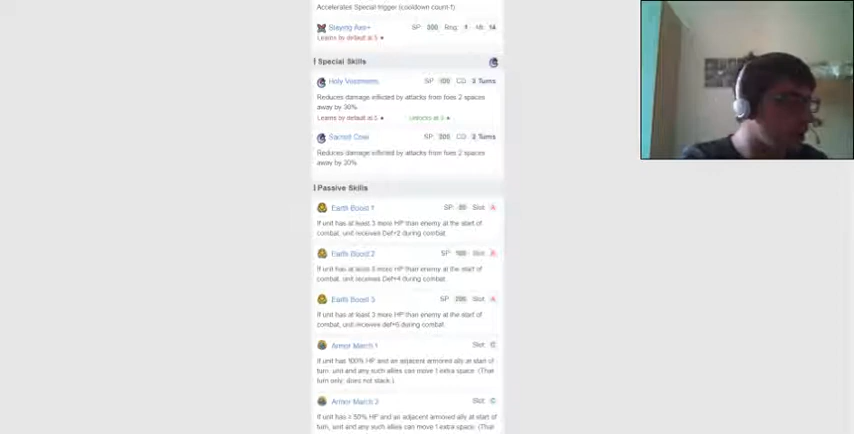 Accelerates Special trigger (cooldown count-1)
Slaying Axe+ SP: 300 Rng: 1 Mt: 14
Learns by default at 5
Special Skills
Holy Vestments SP: 100 CD: 3 Turns
Reduces damage inflicted by attacks from foes 2 spaces
away by 30%.
Learns by default at 5 Unlocks at
Sacred Cowl SP: 200 CD: 2 Turns
Reduces damage inflicted by attacks from foes 2 spaces
away by 30%.
Passive Skills
Earth Boost 1 SP: Slot: A
If unit has at least 3 more HP than enemy at the start of
combat, unit receives Def+2 during combat.
Earth Boost 2 SP: 100 Slot: A
If unit has at least 3 more HP than enemy at the start of
combat, unit receives Def+4 during combat.
Earth Boost 3 SP: 200 Slot: A
If unit has at least 3 more HP than enemy at the start of
combat, unit receives def+6 during combat.
Armor March 1 Slot: C
If unit has 100% HP and an adjacent armored ally at start of
turn, unit and any such allies can move 1 extra space. (That
turn only; does not stack.)
Armor March 2 Slot: C
If unit has ≥ 50% HP and an adjacent armored ally at start of
turn, unit and any such allies can move 1 extra space. (That